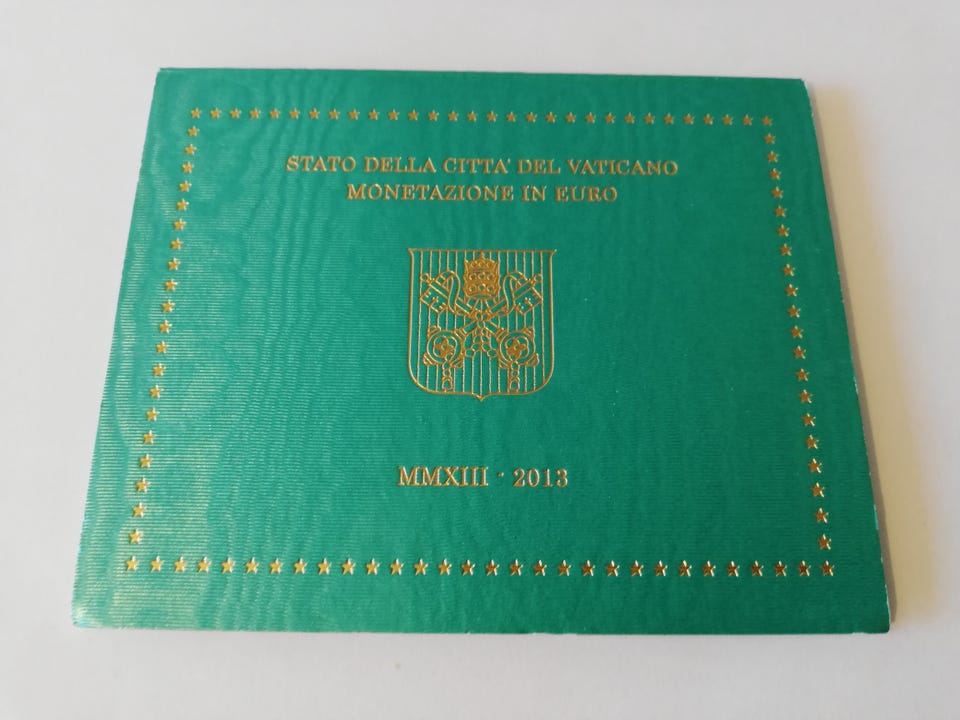 STATO DELLA CITTA' DEL VATICANO
MONETAZIONE IN EURO
MMXIII - 2013